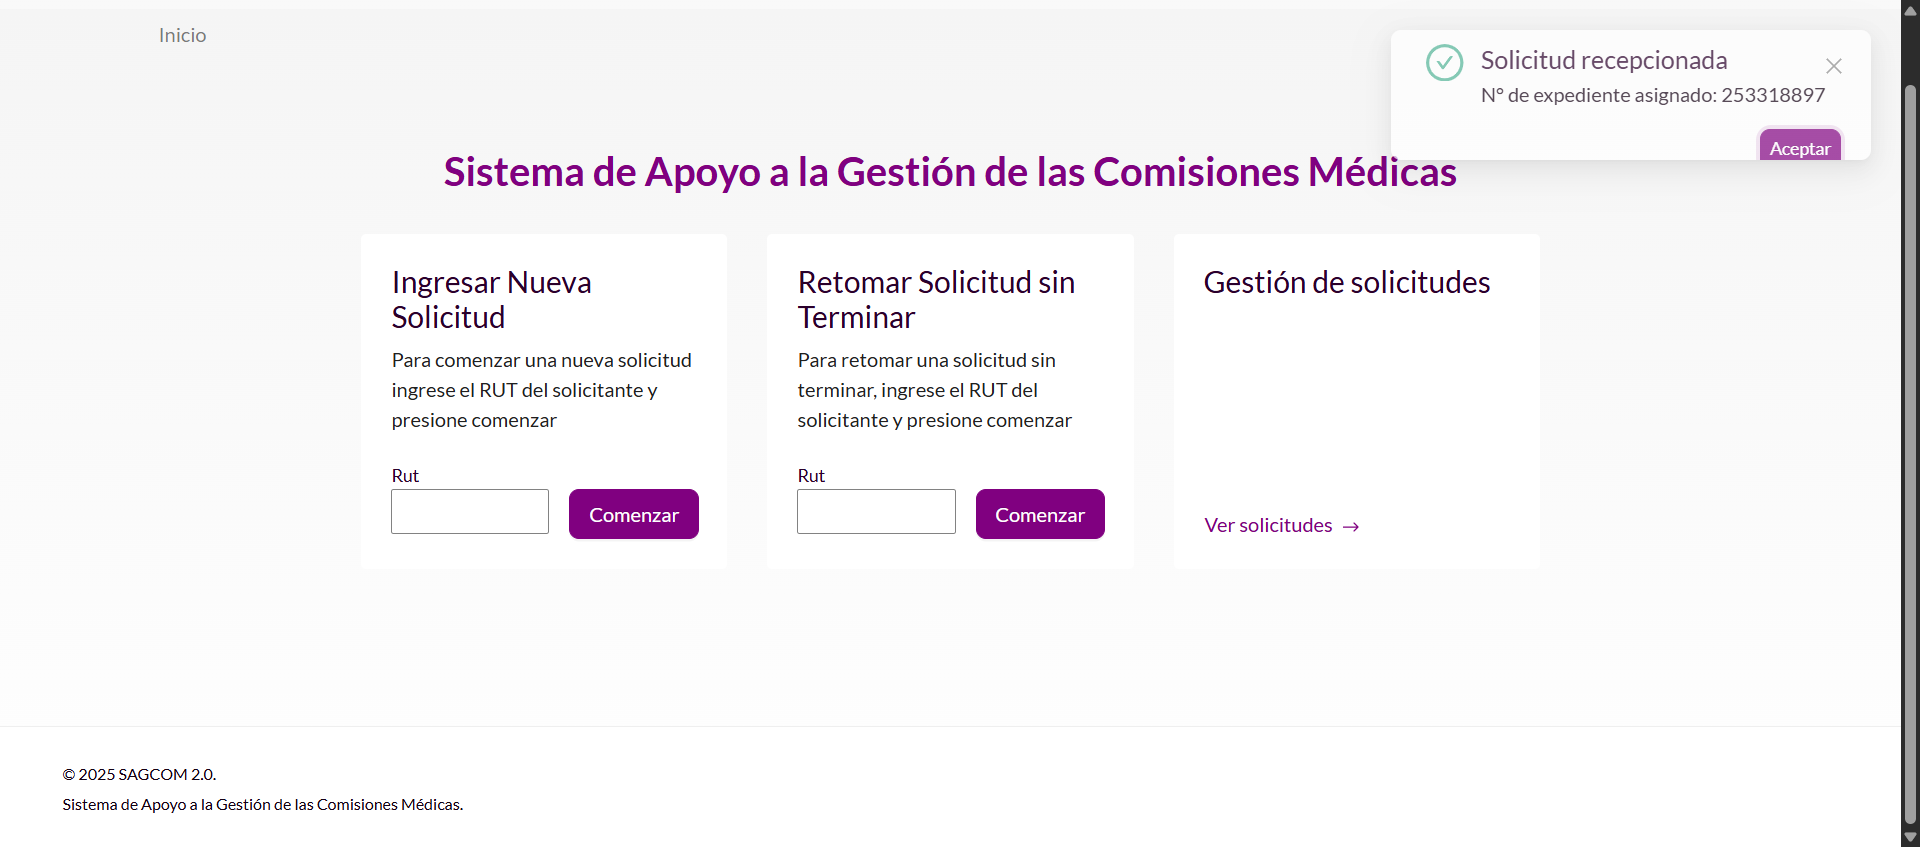 Inicio
Solicitud recepcionada
N° de expediente asignado: 253318897
Aceptar
Sistema de Apoyo a la Gestión de las Comisiones Médicas
Ingresar Nueva
Solicitud
Para comenzar una nueva solicitud
ingrese el RUT del solicitante y
presione comenzar
Rut
Comenzar
Retomar Solicitud sin
Terminar
Para retomar una solicitud sin
terminar, ingrese el RUT del
solicitante y presione comenzar
Rut
Comenzar
Gestión de solicitudes
Ver solicitudes →
© 2025 SAGCOM 2.0.
Sistema de Apoyo a la Gestión de las Comisiones Médicas.